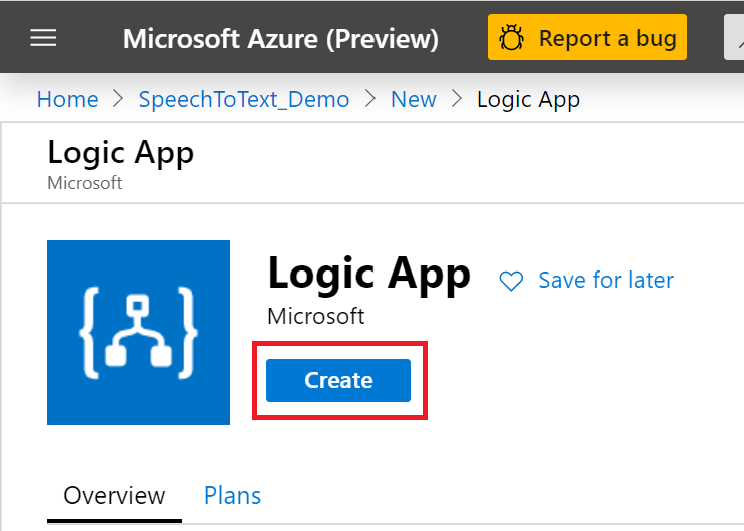 Microsoft Azure (Preview) Report a bug
Home > SpeechToText_Demo > New > Logic App
Logic App
Microsoft
Logic App Save for later
Microsoft
Create
Overview Plans